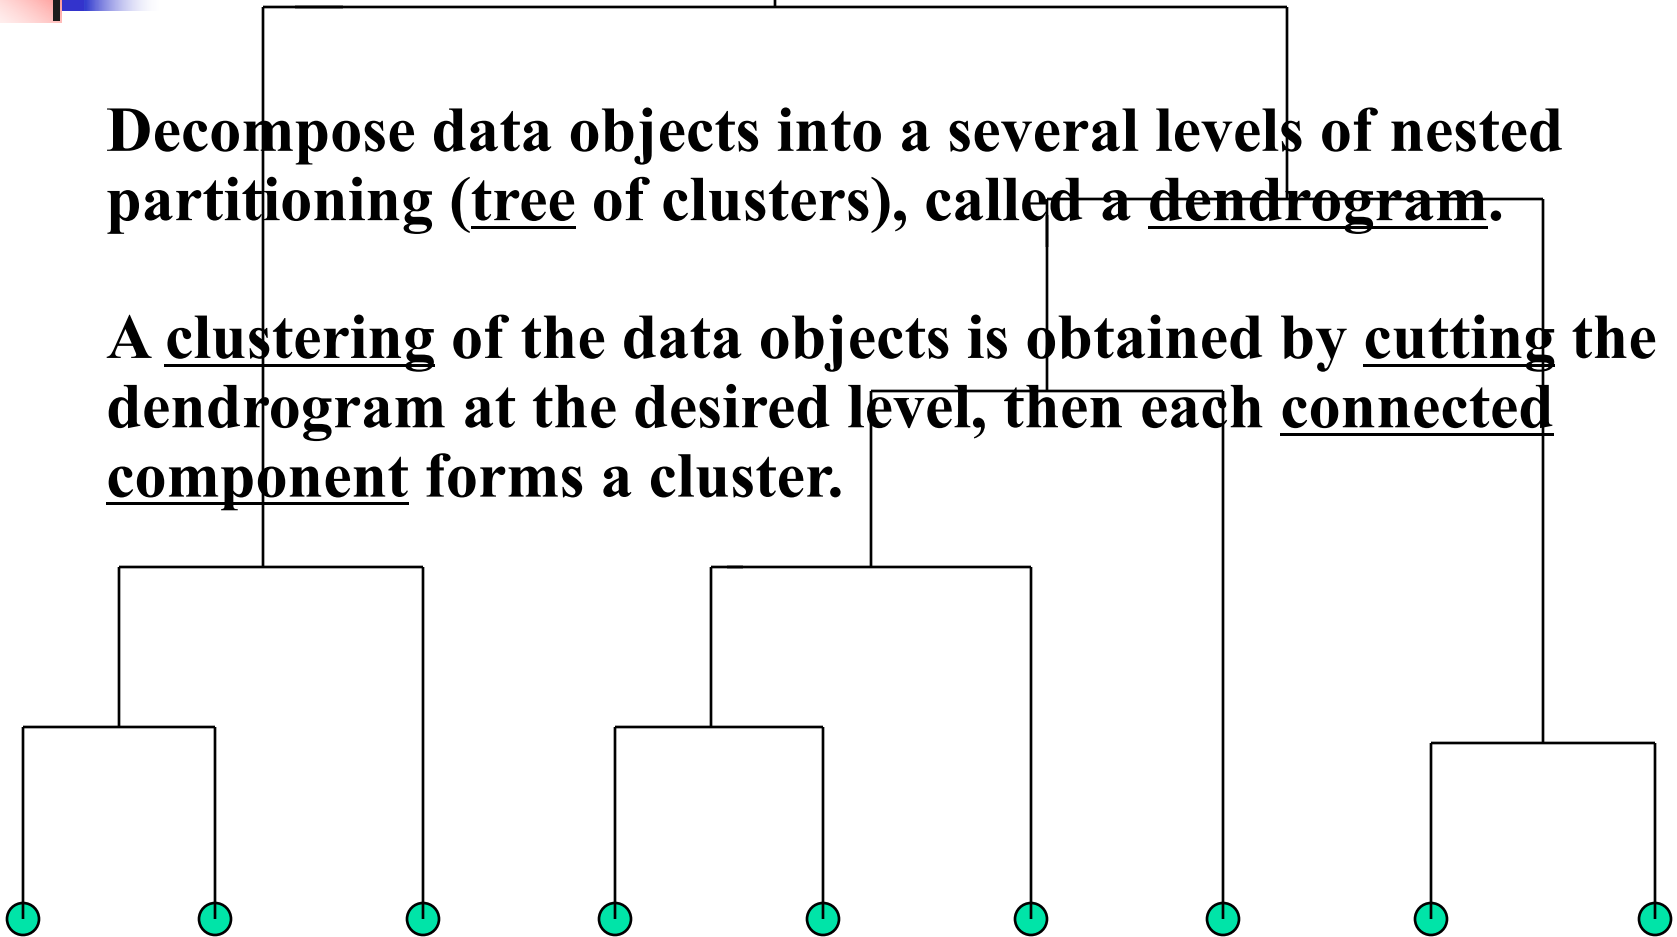 Decompose data objects into a several levels of nested
partitioning (tree of clusters), called a dendrogram.
A clustering of the data objects is obtained by cutting the
dendrogram at the desired level, then each connected
component forms a cluster.